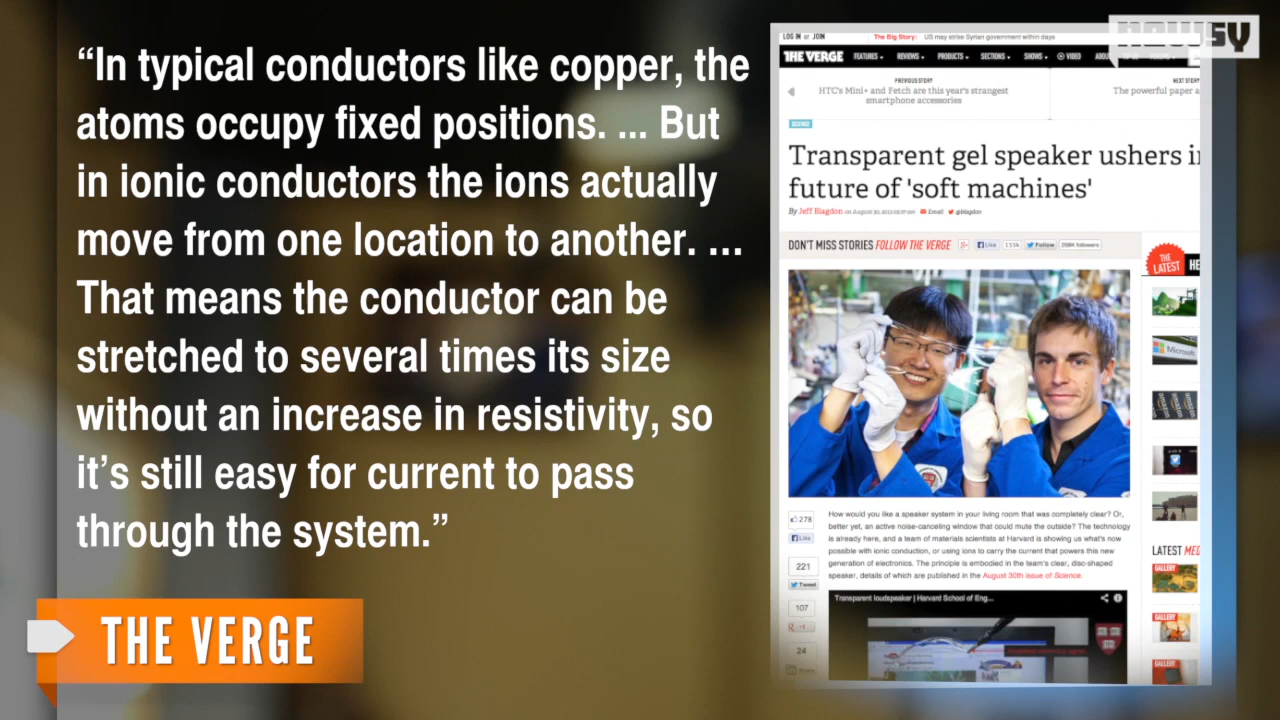 “In typical conductors like copper, the
atoms occupy fixed positions. ... But
in ionic conductors the ions actually
move from one location to another. ...
That means the conductor can be
stretched to several times its size
without an increase in resistivity, so
it’s still easy for current to pass
through the system.”
THE VERGE
newsy
LOG IN or JOIN
The Big Story: US may strike Syrian government within days
THE VERGE FEATURES REVIEWS PRODUCTS SECTIONS SHOWS VIDEO
PREVIOUS STORY
HTC's Mini+ and Fetch are this year's strangest
smartphone accessories
NEXT STORY
The powerful paper a
SCIENCE
Transparent gel speaker ushers in
future of 'soft machines'
By Jeff Blagdon Email @blagdon
DON'T MISS STORIES FOLLOW THE VERGE Like Follow followers
THE
LATEST
Microsoft
278
Like
221
Tweet
107
24
Share
How would you like a speaker system in your living room that was completely clear? Or,
better yet, an active noise-canceling window that could mute the outside? The technology
is already here, and a team of materials scientists at Harvard is showing us what's now
possible with ionic conduction, or using ions to carry the current that powers this new
generation of electronics. The principle is embodied in the team's clear, disc-shaped
speaker, details of which are published in the August 30th issue of Science.
Transparent loudspeaker | Harvard School of Eng...
LATEST MED
GALLERY
GALLERY
GALLERY